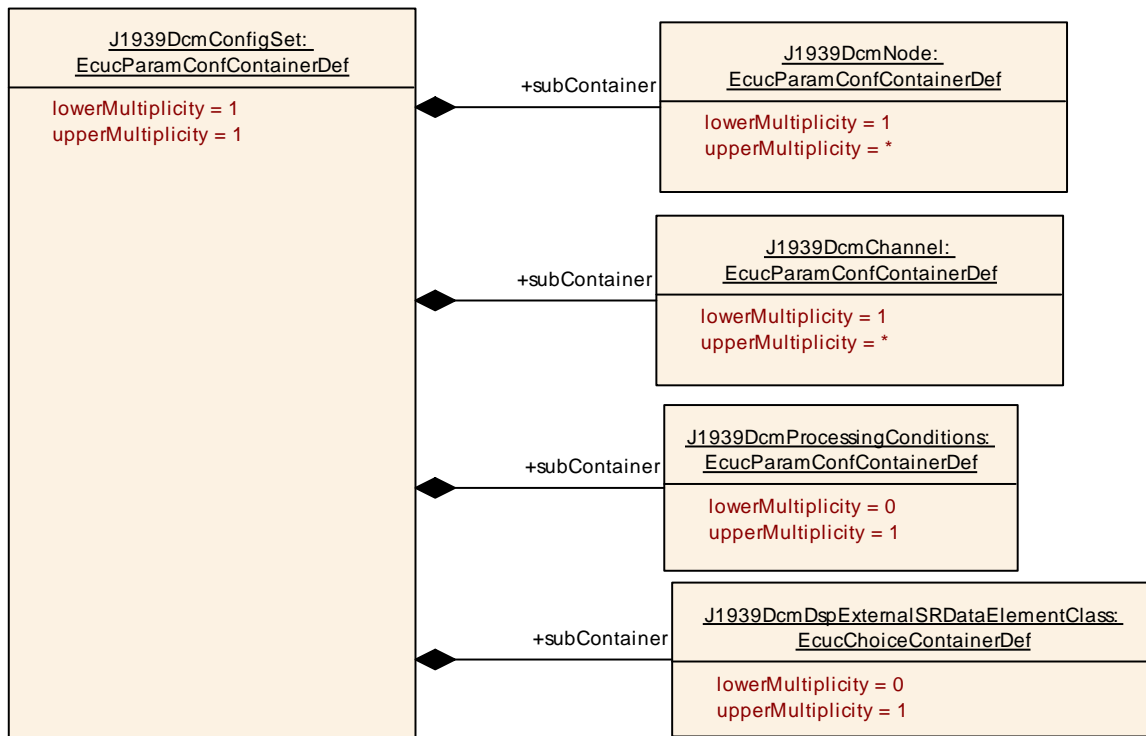 J1939DcmConfigSet:
EcucParamConfContainerDef
lowerMultiplicity = 1
upperMultiplicity = 1
+subContainer
J1939DcmNode:
EcucParamConfContainerDef
lowerMultiplicity = 1
upperMultiplicity = *
+subContainer
J1939DcmChannel:
EcucParamConfContainerDef
lowerMultiplicity = 1
upperMultiplicity = *
+subContainer
J1939DcmProcessingConditions:
EcucParamConfContainerDef
lowerMultiplicity = 0
upperMultiplicity = 1
+subContainer
J1939DcmDspExternalSRDataElementClass:
EcucChoiceContainerDef
lowerMultiplicity = 0
upperMultiplicity = 1